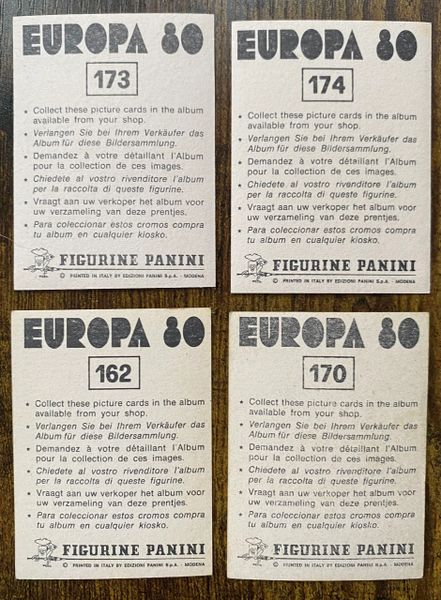 EUROPA 80
173
• Collect these picture cards in the album
available from your shop.
• Verlangen Sie bei Ihrem Verkäufer das
Album für diese Bildersammlung.
• Demandez à votre détaillant l'Album
pour la collection de ces images.
• Chiedete al vostro rivenditore l'album
per la raccolta di queste figurine.
• Vraagt aan uw verkoper het album voor
uw verzameling van deze prentjes.
• Para coleccionar estos cromos compra
tu album en cualquier kiosko.
FIGURINE PANINI
© PRINTED IN ITALY BY EDIZIONI PANINI S.p.A. - MODENA
EUROPA 80
174
• Collect these picture cards in the album
available from your shop.
• Verlangen Sie bei Ihrem Verkäufer das
Album für diese Bildersammlung.
• Demandez à votre détaillant l'Album
pour la collection de ces images.
• Chiedete al vostro rivenditore l'album
per la raccolta di queste figurine.
• Vraagt aan uw verkoper het album voor
uw verzameling van deze prentjes.
• Para coleccionar estos cromos compra
tu album en cualquier kiosko.
FIGURINE PANINI
© PRINTED IN ITALY BY EDIZIONI PANINI S.p.A. - MODENA
EUROPA 80
162
• Collect these picture cards in the album
available from your shop.
• Verlangen Sie bei Ihrem Verkäufer das
Album für diese Bildersammlung.
• Demandez à votre détaillant l'Album
pour la collection de ces images.
• Chiedete al vostro rivenditore l'album
per la raccolta di queste figurine.
• Vraagt aan uw verkoper het album voor
uw verzameling van deze prentjes.
• Para coleccionar estos cromos compra
tu album en cualquier kiosko.
FIGURINE PANINI
© PRINTED IN ITALY BY EDIZIONI PANINI S.p.A. - MODENA
EUROPA 80
170
• Collect these picture cards in the album
available from your shop.
• Verlangen Sie bei Ihrem Verkäufer das
Album für diese Bildersammlung.
• Demandez à votre détaillant l'Album
pour la collection de ces images.
• Chiedete al vostro rivenditore l'album
per la raccolta di queste figurine.
• Vraagt aan uw verkoper het album voor
uw verzameling van deze prentjes.
• Para coleccionar estos cromos compra
tu album en cualquier kiosko.
FIGURINE PANINI
© PRINTED IN ITALY BY EDIZIONI PANINI S.p.A. - MODENA